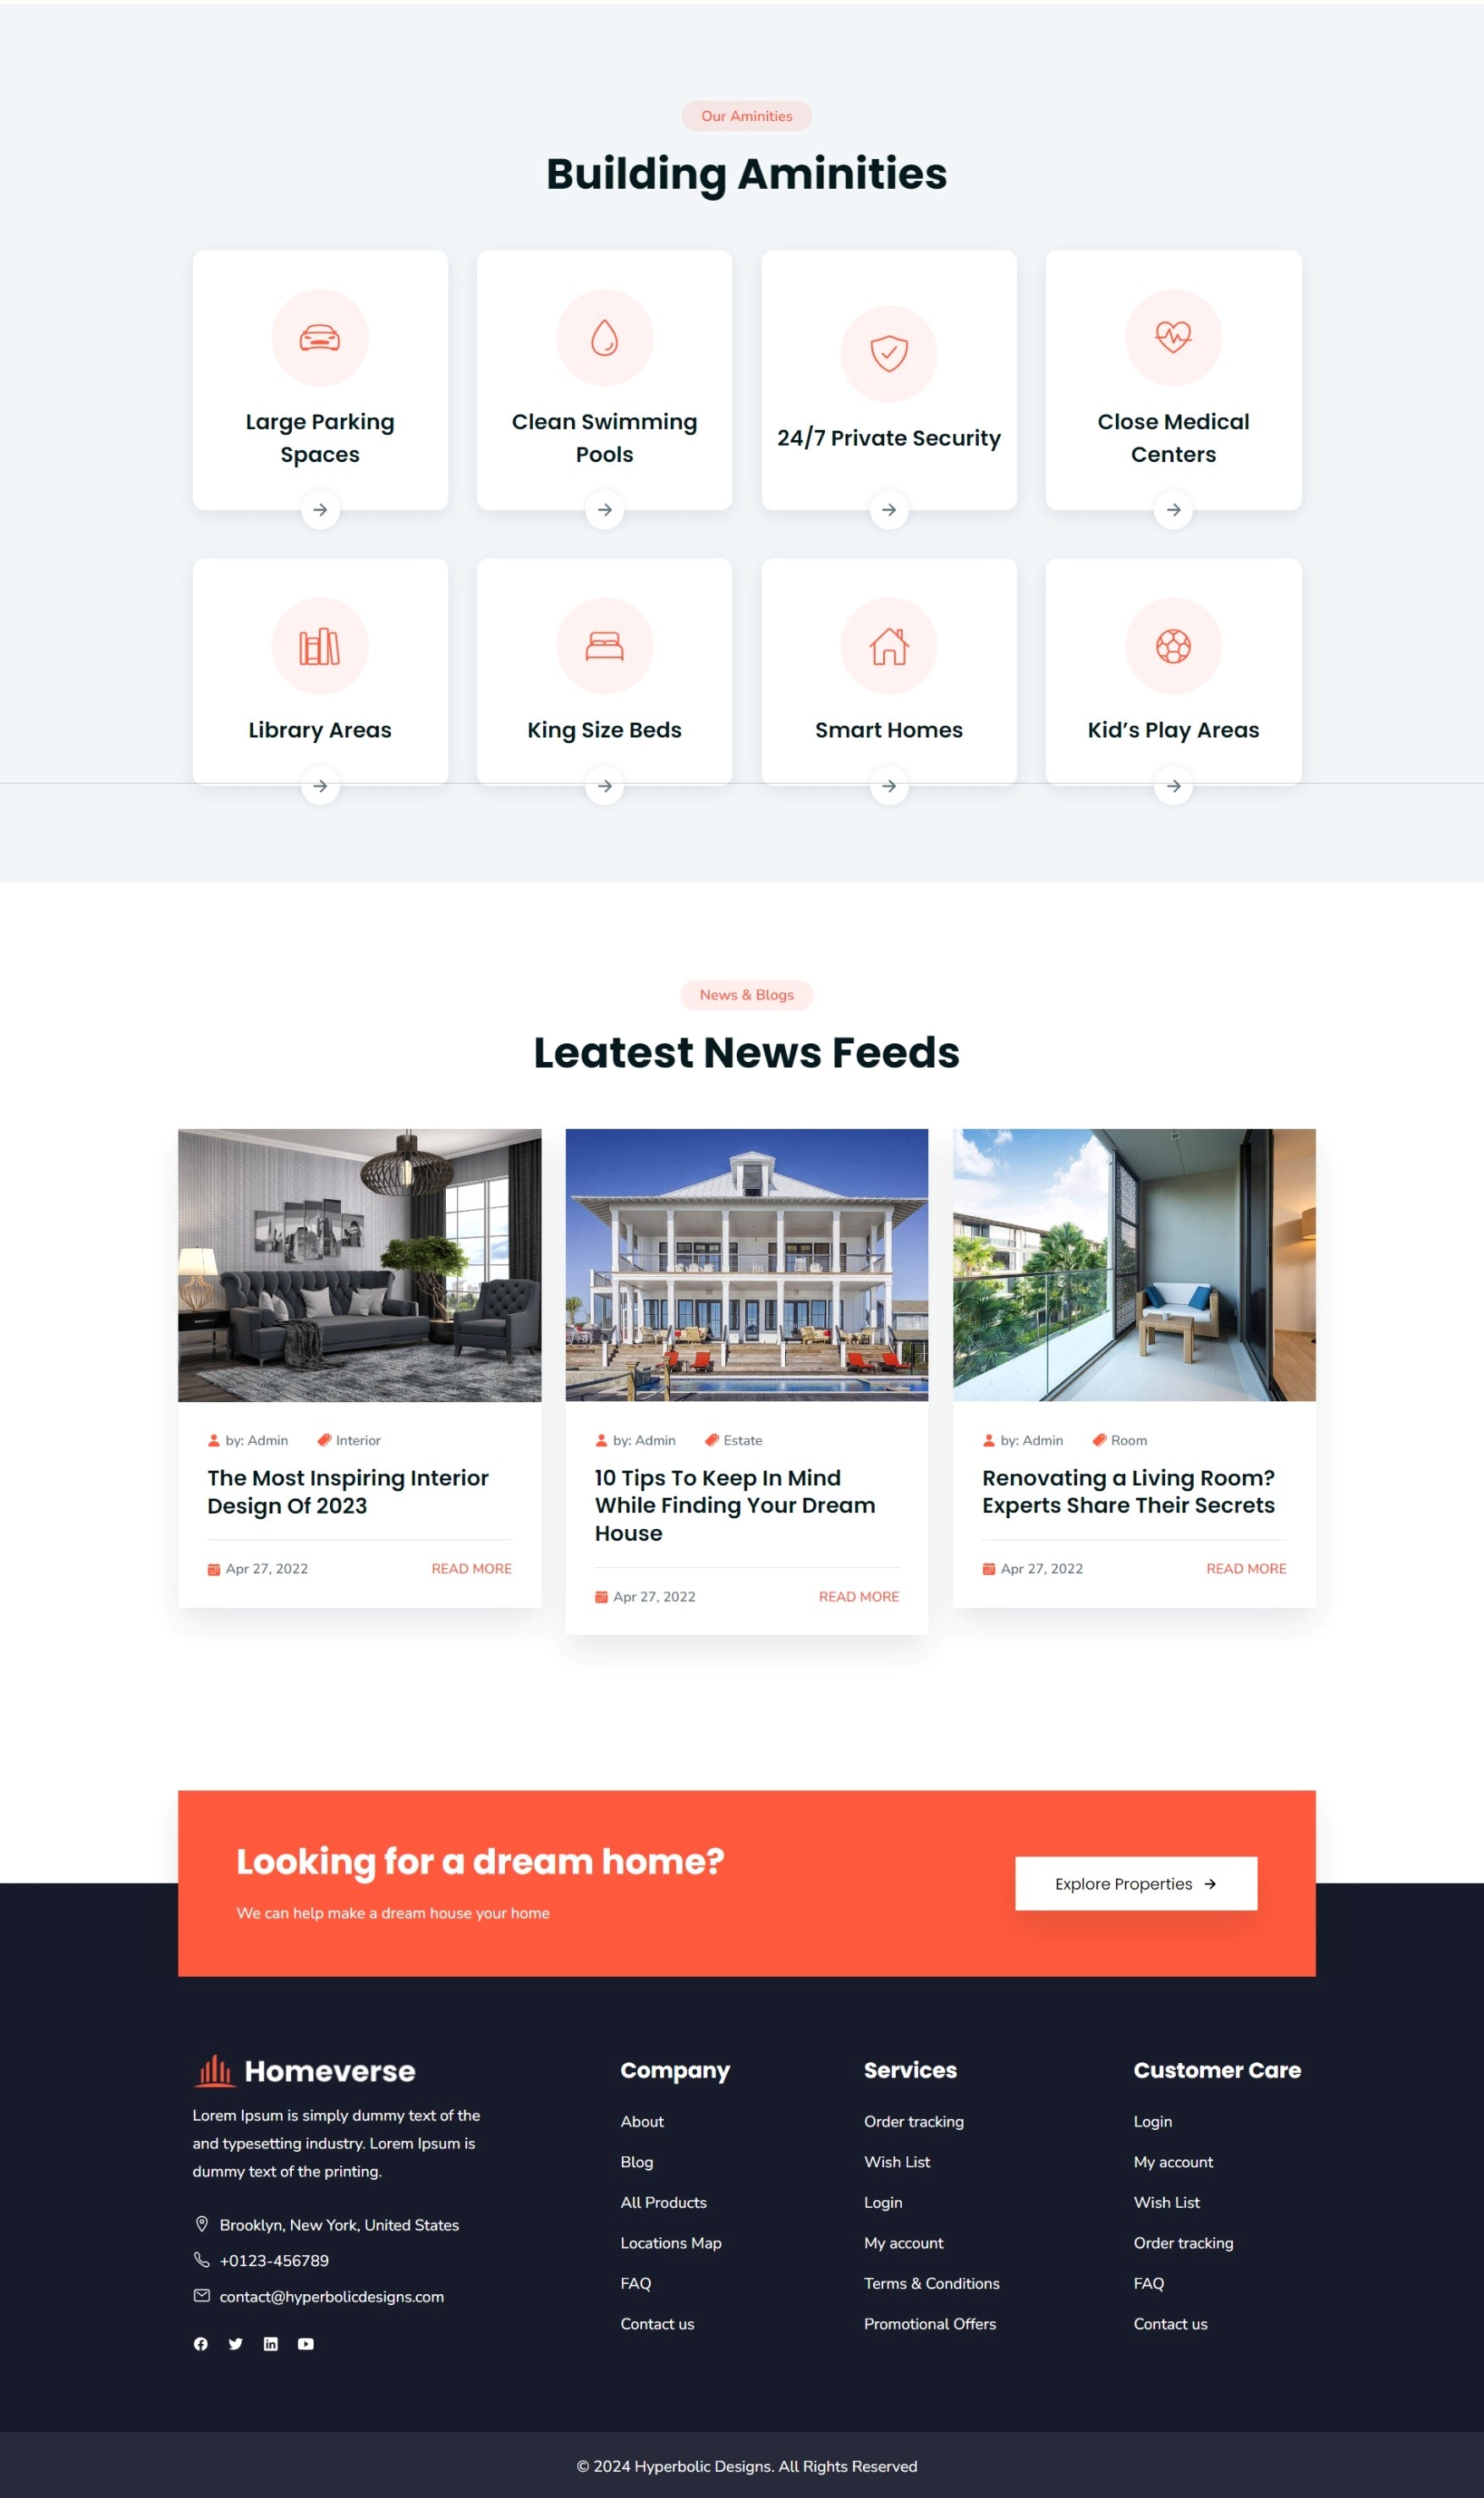 Our Aminities
Building Aminities
Large Parking
Spaces
Clean Swimming
Pools
24/7 Private Security
Close Medical
Centers
Library Areas
King Size Beds
Smart Homes
Kid’s Play Areas
News & Blogs
Leatest News Feeds
by: Admin
Interior
The Most Inspiring Interior
Design Of 2023
Apr 27, 2022
READ MORE
by: Admin
Estate
10 Tips To Keep In Mind
While Finding Your Dream
House
Apr 27, 2022
READ MORE
by: Admin
Room
Renovating a Living Room?
Experts Share Their Secrets
Apr 27, 2022
READ MORE
Looking for a dream home?
We can help make a dream house your home
Explore Properties
Homeverse
Lorem Ipsum is simply dummy text of the
and typesetting industry. Lorem Ipsum is
dummy text of the printing.
Brooklyn, New York, United States
+0123-456789
contact@hyperbolicdesigns.com
Company
About
Blog
All Products
Locations Map
FAQ
Contact us
Services
Order tracking
Wish List
Login
My account
Terms & Conditions
Promotional Offers
Customer Care
Login
My account
Wish List
Order tracking
FAQ
Contact us
© 2024 Hyperbolic Designs. All Rights Reserved